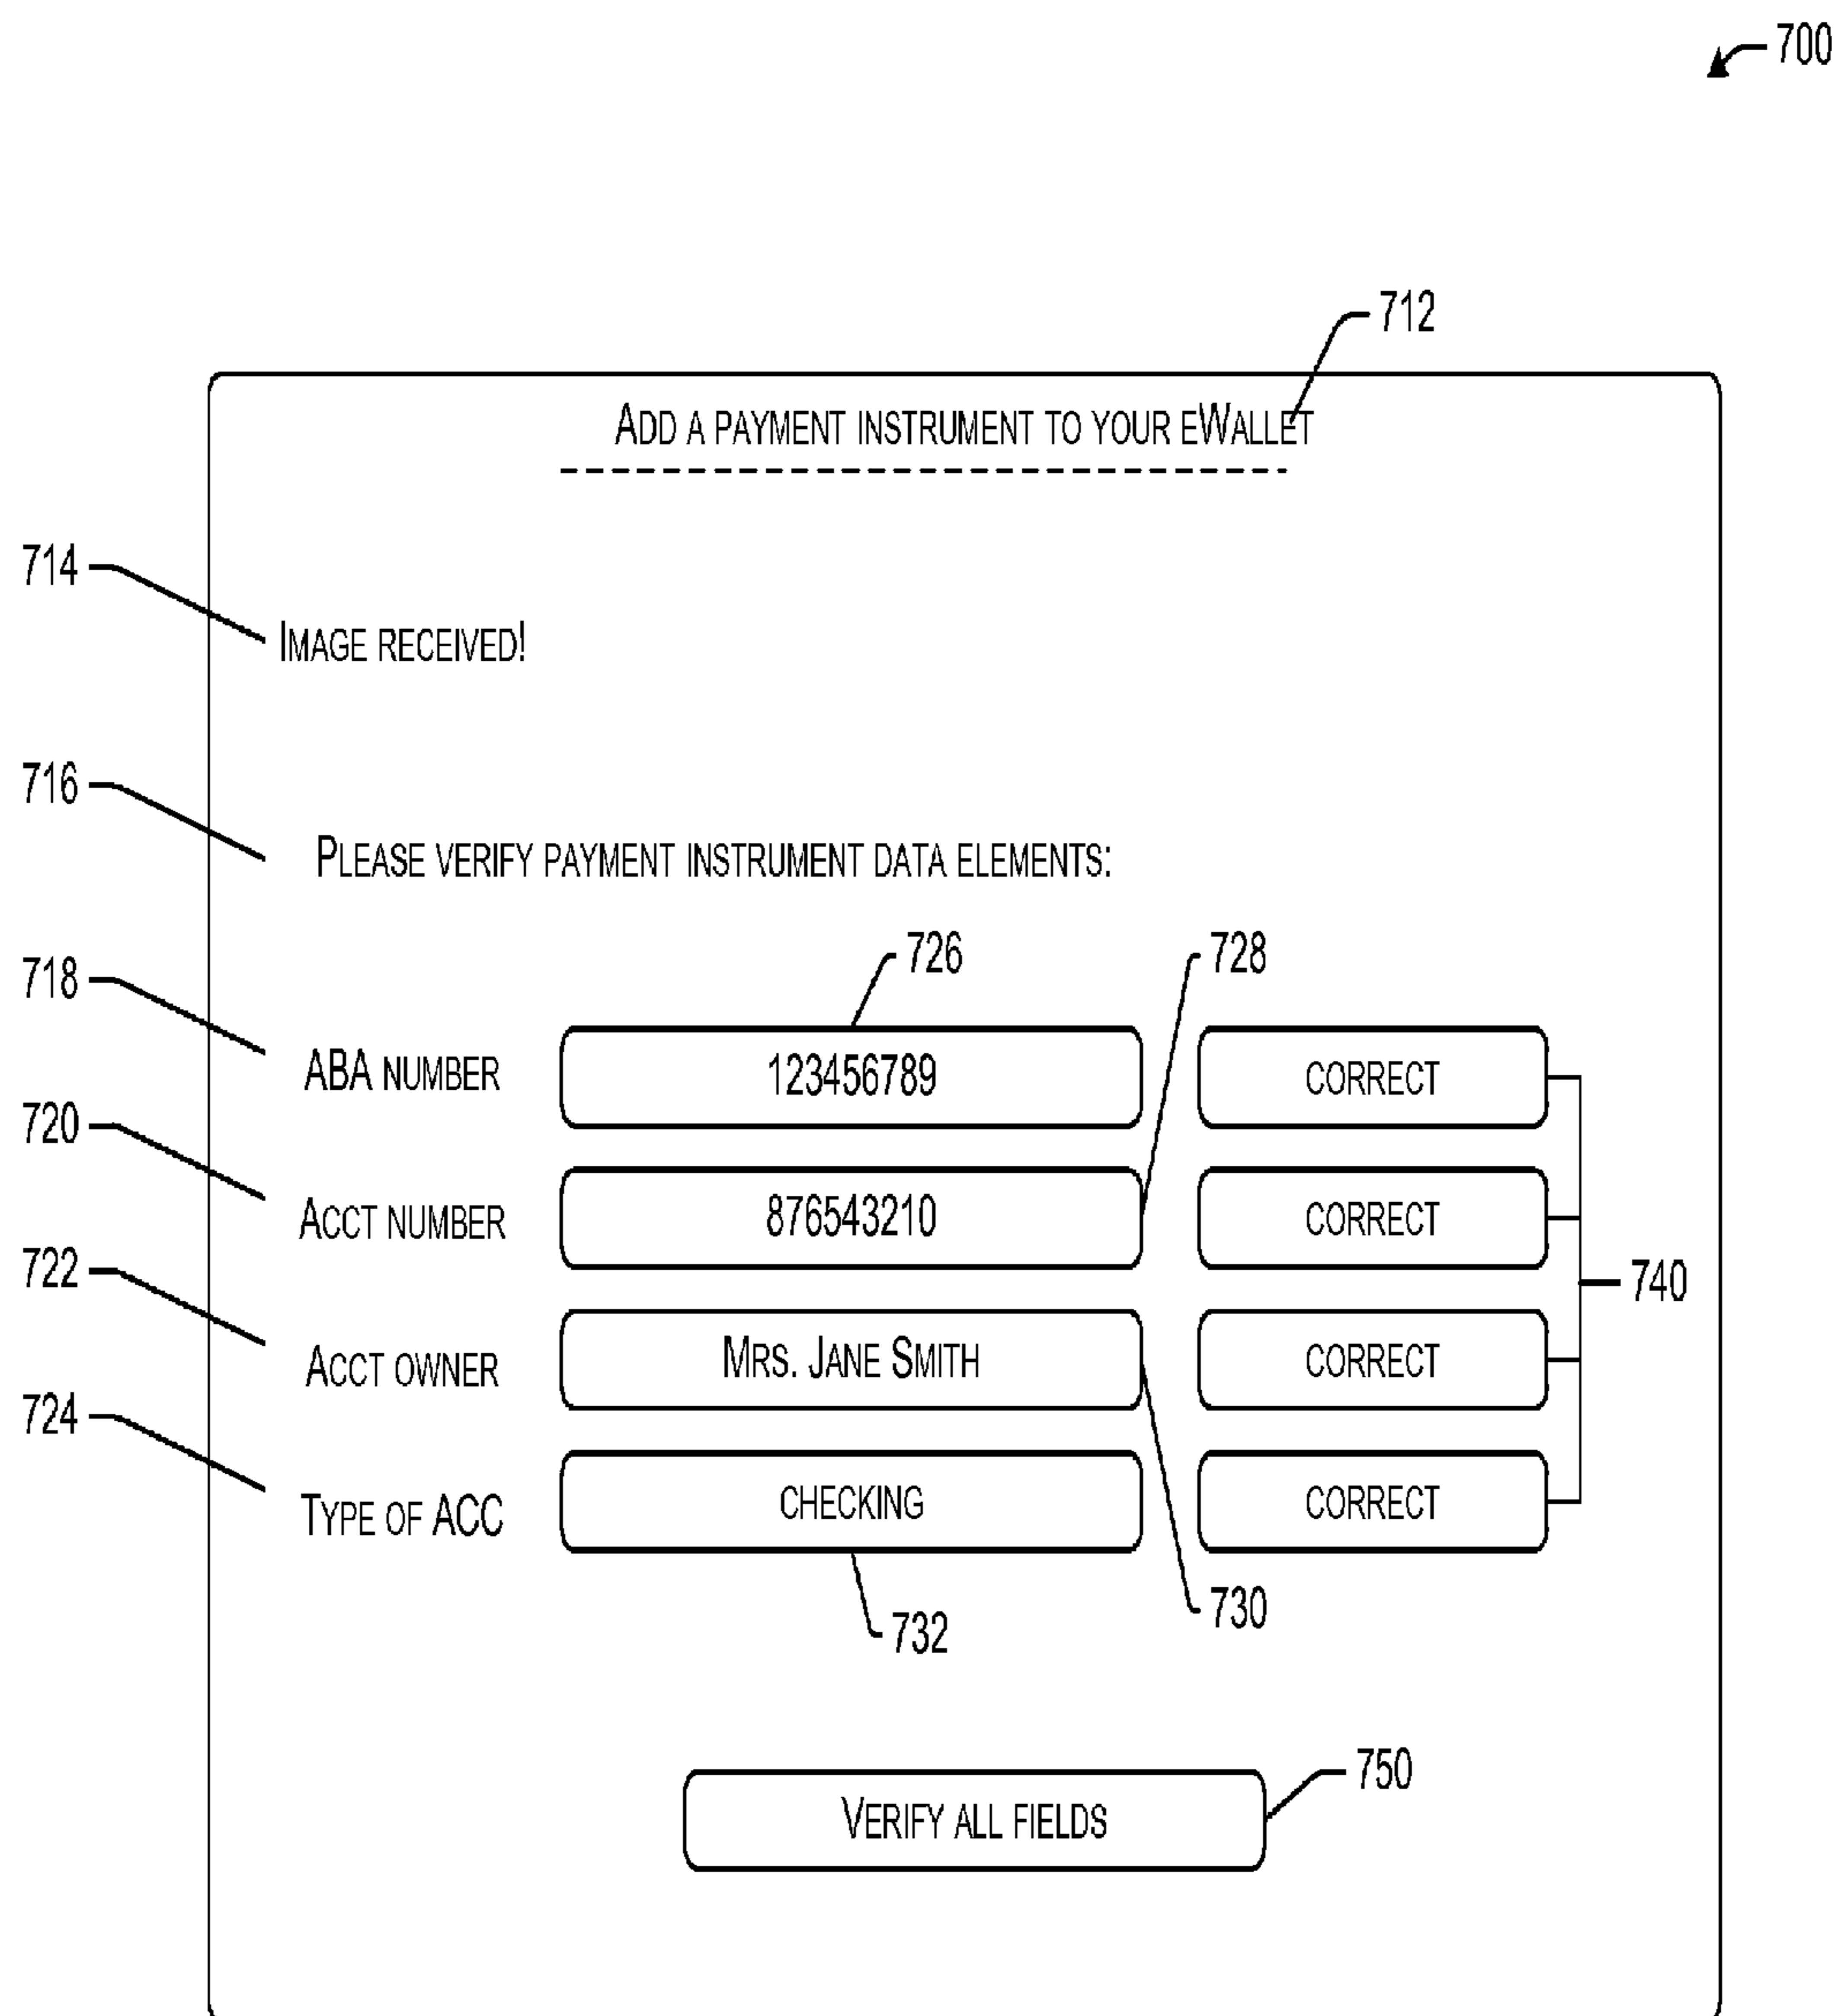 700
712
ADD A PAYMENT INSTRUMENT TO YOUR EWALLET
714
IMAGE RECEIVED!
716
PLEASE VERIFY PAYMENT INSTRUMENT DATA ELEMENTS:
726 728
718
ABA NUMBER 123456789 CORRECT
720
ACCT NUMBER 876543210 CORRECT
722 740
ACCT OWNER MRS. JANE SMITH CORRECT
724
TYPE OF ACC CHECKING CORRECT
732 730
750
VERIFY ALL FIELDS